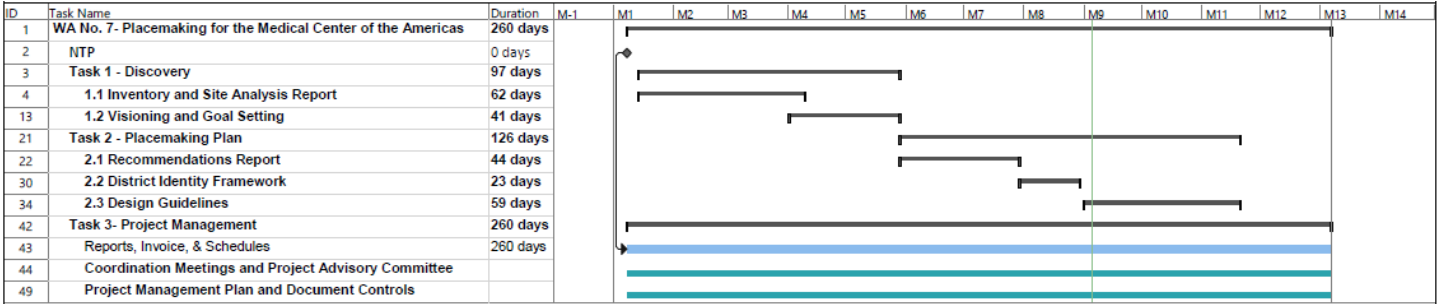 ID Task Name Duration M-1 M1 M2 M3 M4 M5 M6 M7 M8 M9 M10 M11 M12 M13 M14
1 WA No. 7- Placemaking for the Medical Center of the Americas 260 days
2 NTP 0 days
3 Task 1 - Discovery 97 days
4 1.1 Inventory and Site Analysis Report 62 days
13 1.2 Visioning and Goal Setting 41 days
21 Task 2 - Placemaking Plan 126 days
22 2.1 Recommendations Report 44 days
30 2.2 District Identity Framework 23 days
34 2.3 Design Guidelines 59 days
42 Task 3- Project Management 260 days
43 Reports, Invoice, & Schedules 260 days
44 Coordination Meetings and Project Advisory Committee
49 Project Management Plan and Document Controls